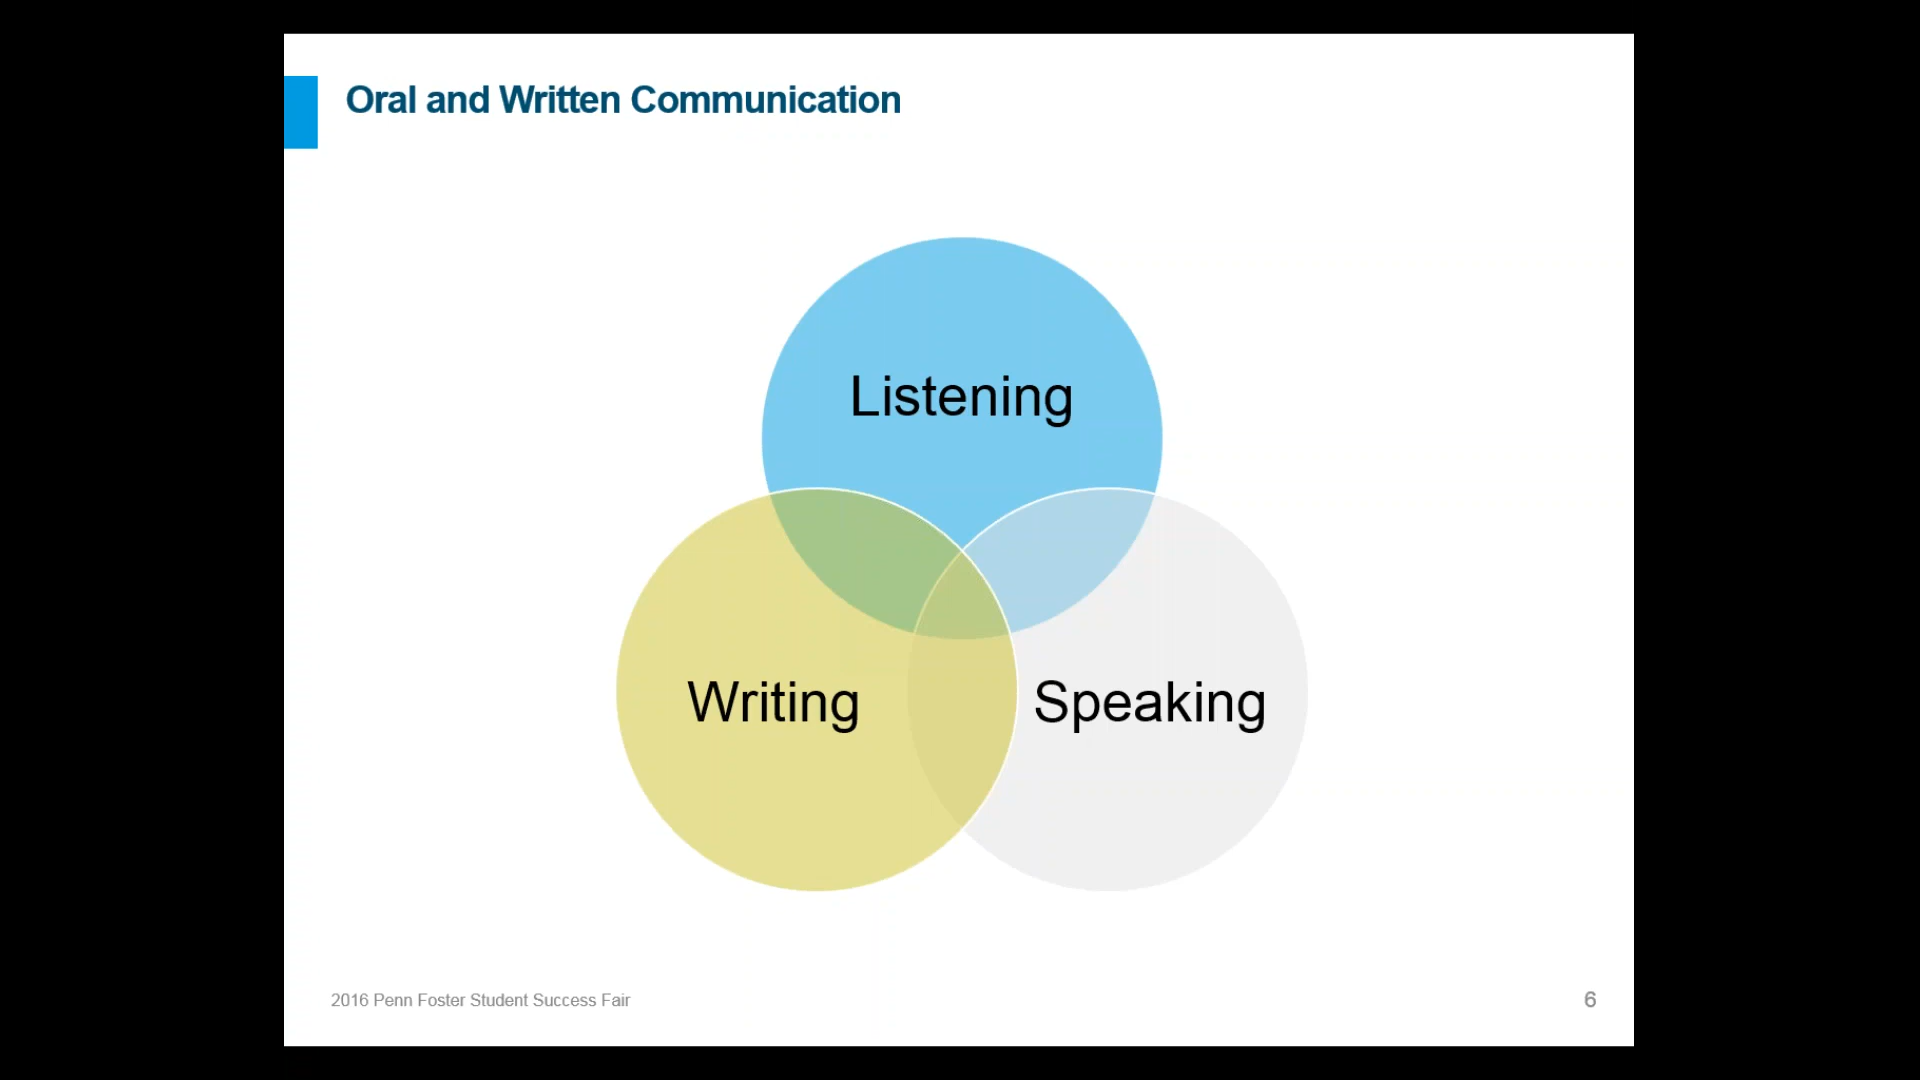 Oral and Written Communication
Listening
Writing
Speaking
2016 Penn Foster Student Success Fair
6